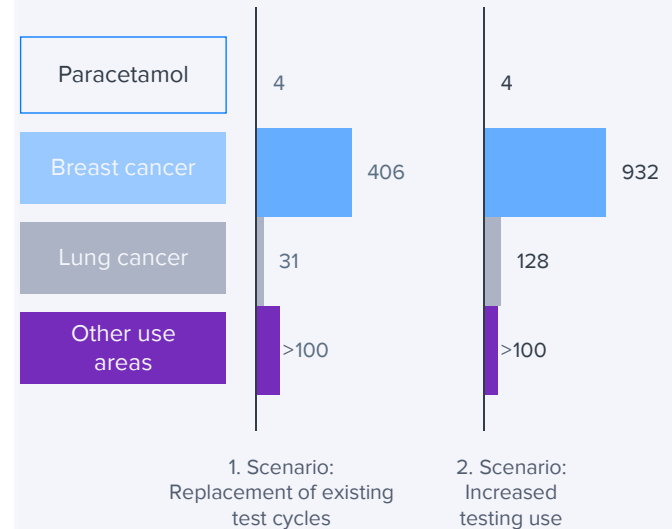 Paracetamol
4
4
Breast cancer
406
932
Lung cancer
31
128
Other use
areas
>100
>100
1. Scenario:
Replacement of existing
test cycles
2. Scenario:
Increased
testing use